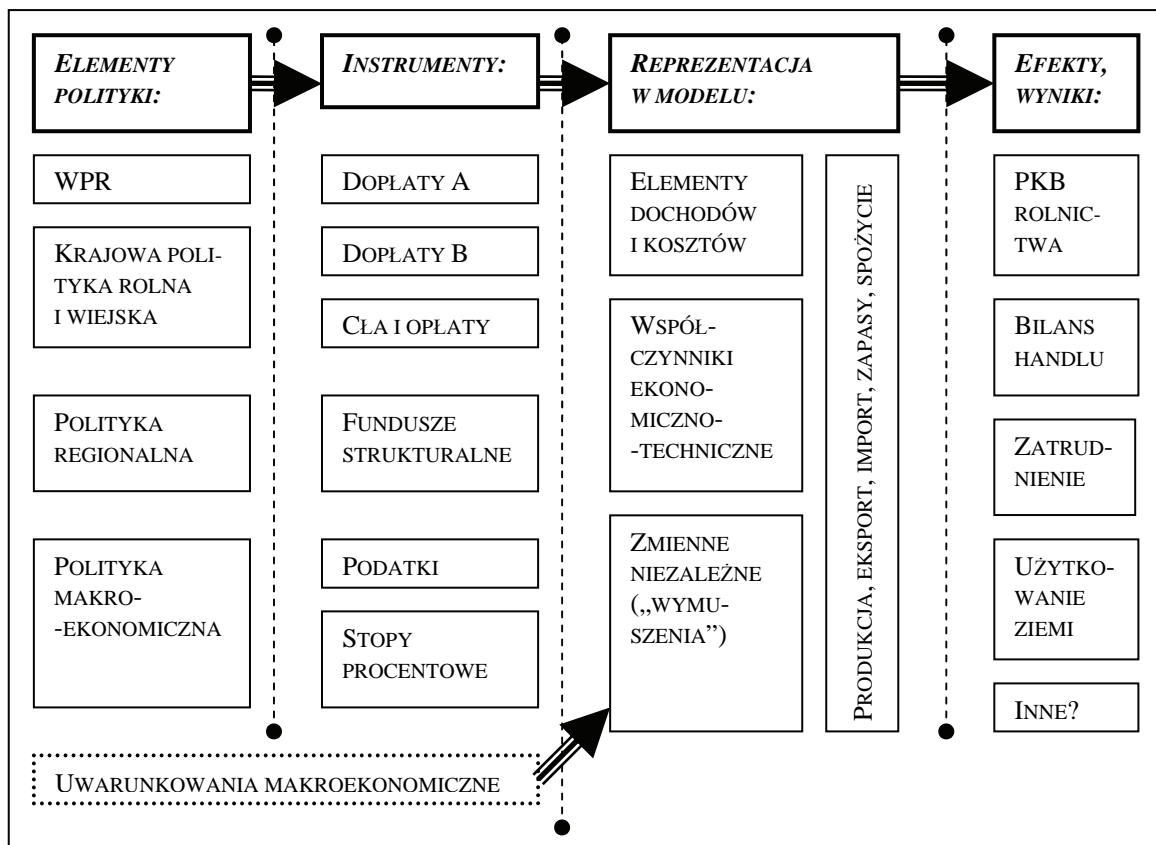 ELEMENTY
POLITYKI:
WPR
KRAJOWA POLI-
TYKA ROLNA
I WIEJSKA
POLITYKA
REGIONALNA
POLITYKA
MAKRO-
-EKONOMICZNA
UWARUNKOWANIA MAKROEKONOMICZNE
INSTRUMENTY:
DOPŁATY A
DOPŁATY B
CŁA I OPŁATY
FUNDUSZE
STRUKTURALNE
PODATKI
STOPY
PROCENTOWE
REPREZENTACJA
W MODELU:
ELEMENTY
DOCHODÓW
I KOSZTÓW
WSPÓŁ-
CZYNNIKI
EKONO-
MICZNO-
-TECHNICZNE
ZMIENNE
NIEZALEŻNE
(„WYMU-
SZENIA”)
PRODUKCJA, EKSPORT, IMPORT, ZAPASY, SPOŻYCIE
EFEKTY,
WYNIKI:
PKB
ROLNIC-
TWA
BILANS
HANDLU
ZATRUD-
NIENIE
UŻYTKO-
WANIE
ZIEMI
INNE?